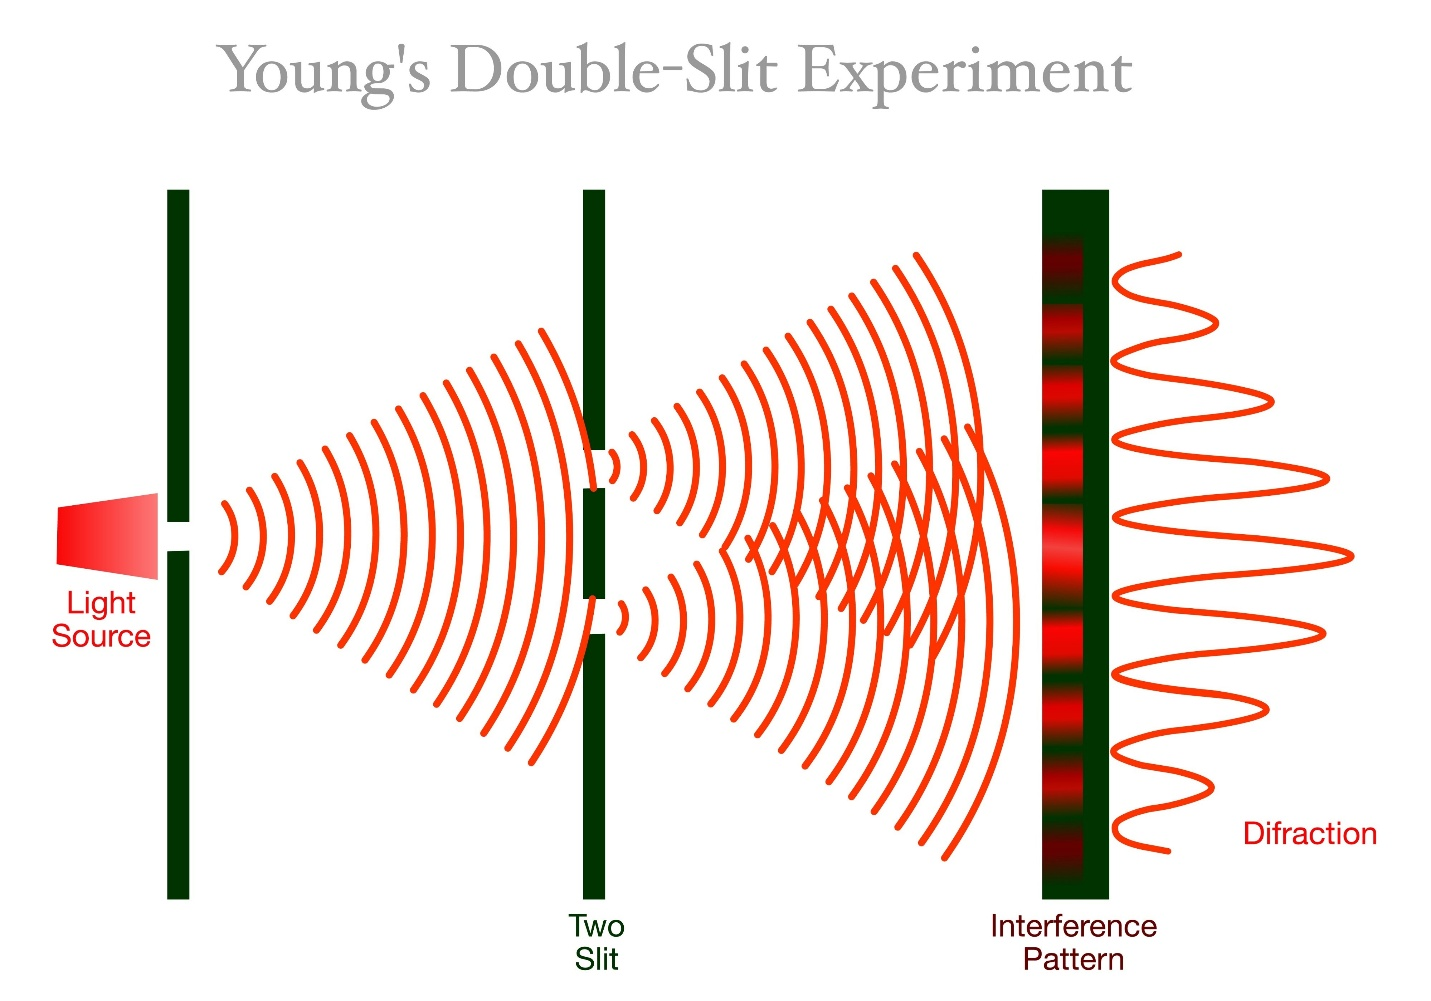 Young's Double-Slit Experiment
Light
Source
Difraction
Two
Slit
Interference
Pattern